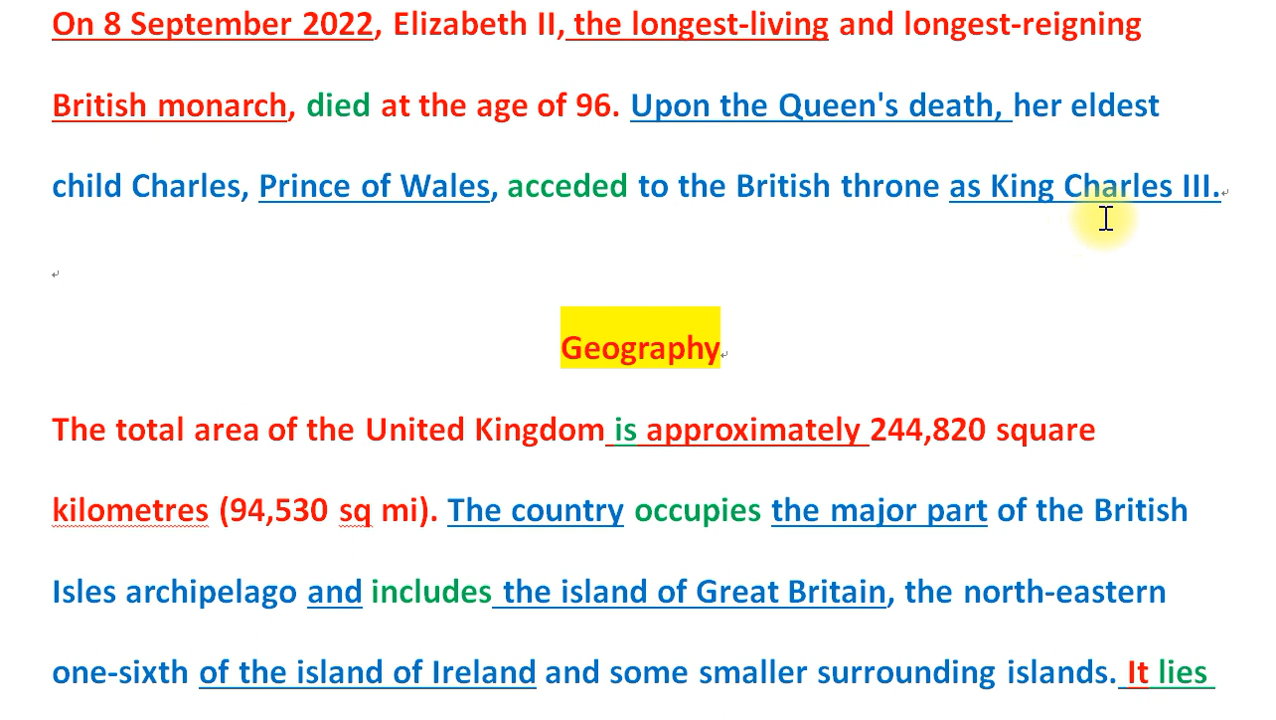 On 8 September 2022, Elizabeth II, the longest-living and longest-reigning
British monarch, died at the age of 96. Upon the Queen's death, her eldest
child Charles, Prince of Wales, acceded to the British throne as King Charles III.
Geography
The total area of the United Kingdom is approximately 244,820 square
kilometres (94,530 sq mi). The country occupies the major part of the British
Isles archipelago and includes the island of Great Britain, the north-eastern
one-sixth of the island of Ireland and some smaller surrounding islands. It lies